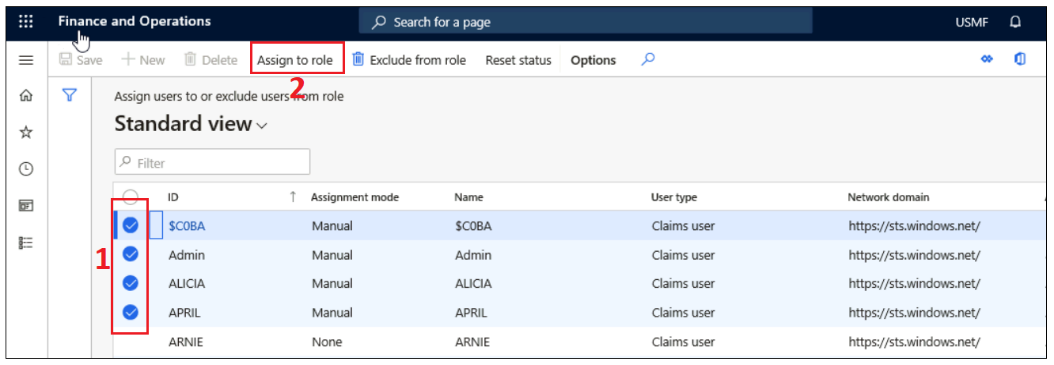 Finance and Operations Search for a page USMF
Save New Delete Assign to role Exclude from role Reset status Options
2
Assign users to or exclude users from role
Standard view
Filter
ID Assignment mode Name User type Network domain
$C0BA Manual $C0BA Claims user https://sts.windows.net/
1
Admin Manual Admin Claims user https://sts.windows.net/
ALICIA Manual ALICIA Claims user https://sts.windows.net/
APRIL Manual APRIL Claims user https://sts.windows.net/
ARNIE None ARNIE Claims user https://sts.windows.net/